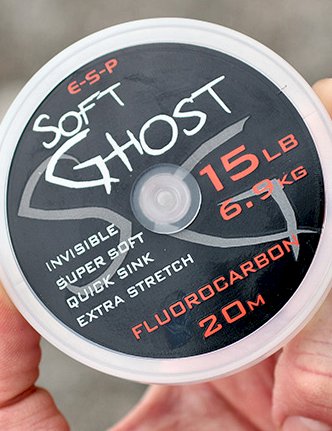 E-S-P
SOFT
GHOST
15LB
6.9KG
INVISIBLE
SUPER SOFT
QUICK SINK
EXTRA STRETCH
FLUOROCARBON
20M